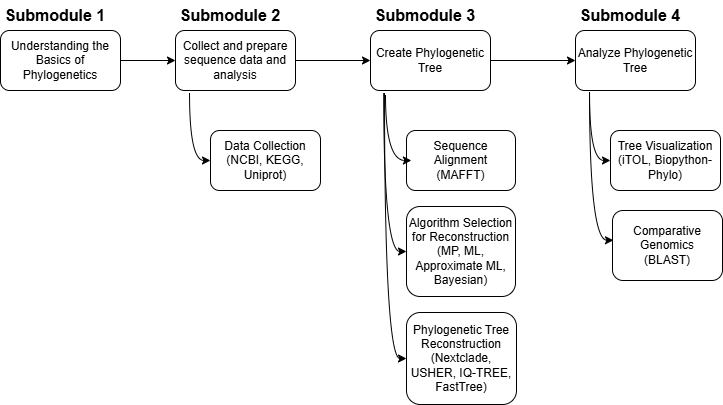 Submodule 1
Submodule 2
Submodule 3
Submodule 4
Understanding the
Basics of
Phylogenetics
Collect and prepare
sequence data and
analysis
Create Phylogenetic
Tree
Analyze Phylogenetic
Tree
Data Collection
(NCBI, KEGG,
Uniprot)
Sequence
Alignment
(MAFFT)
Algorithm Selection
for Reconstruction
(MP, ML,
Approximate ML,
Bayesian)
Phylogenetic Tree
Reconstruction
(Nextclade,
USHER, IQ-TREE,
FastTree)
Tree Visualization
(iTOL, Biopython-
Phylo)
Comparative
Genomics
(BLAST)